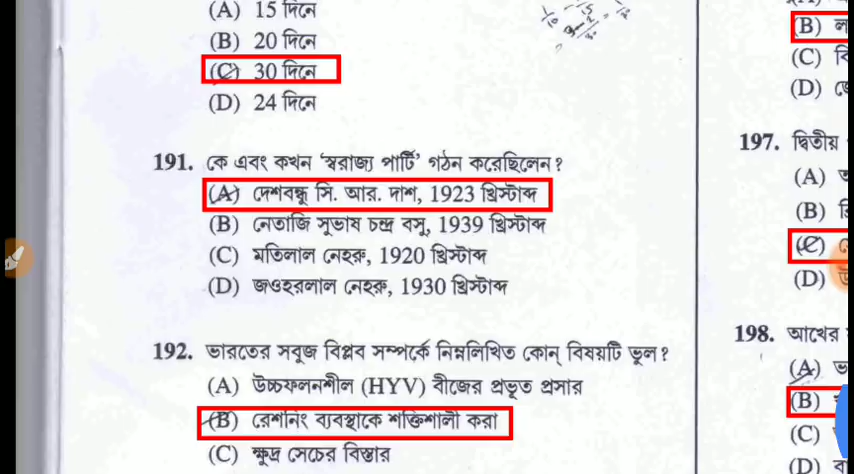 (A) 15 দিনে
(B) 20 দিনে
(C) 30 দিনে
(D) 24 দিনে
191. কে এবং কখন 'স্বরাজ্য পার্টি' গঠন করেছিলেন?
(A) দেশবন্ধু সি. আর. দাশ, 1923 খ্রিস্টাব্দ
(B) নেতাজি সুভাষ চন্দ্র বসু, 1939 খ্রিস্টাব্দ
(C) মতিলাল নেহরু, 1920 খ্রিস্টাব্দ
(D) জওহরলাল নেহরু, 1930 খ্রিস্টাব্দ
192. ভারতের সবুজ বিপ্লব সম্পর্কে নিম্নলিখিত কোন্ বিষয়টি ভুল?
(A) উচ্চফলনশীল (HYV) বীজের প্রভূত প্রসার
(B) রেশনিং ব্যবস্থাকে শক্তিশালী করা
(C) ক্ষুদ্র সেচের বিস্তার
(B)
(C)
(D)
197. দ্বিতীয়
(A)
(B)
(C)
(D)
198. আখের
(A)
(B)
(C)
(D)